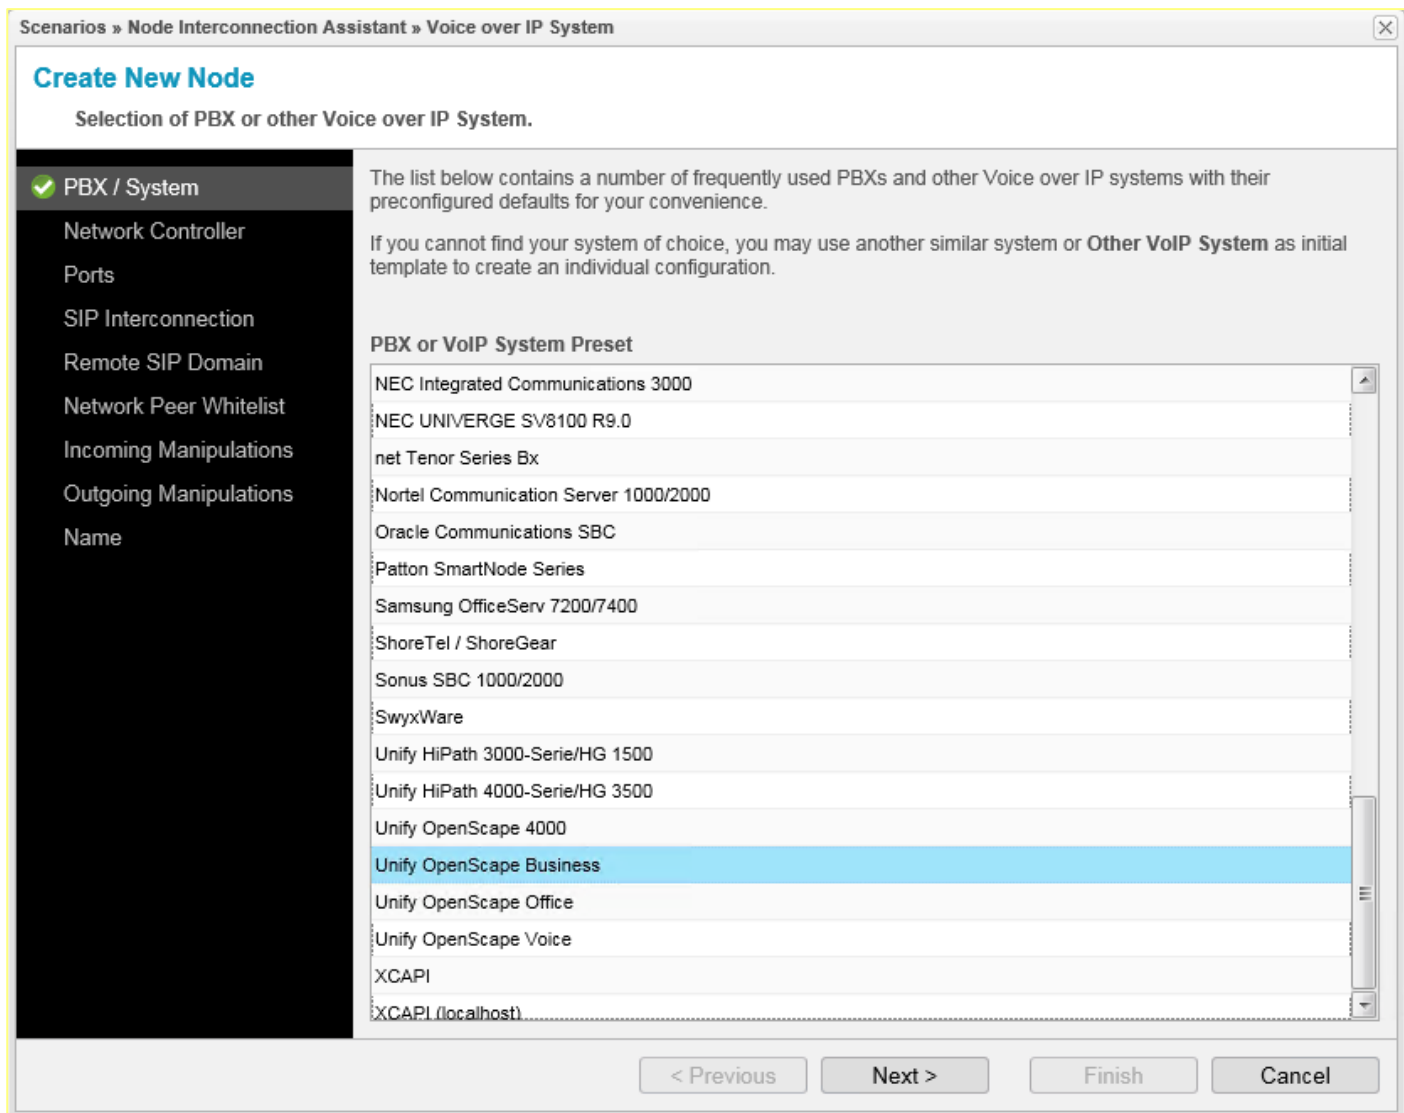 Scenarios » Node Interconnection Assistant » Voice over IP System
Create New Node
Selection of PBX or other Voice over IP System.
PBX / System
Network Controller
Ports
SIP Interconnection
Remote SIP Domain
Network Peer Whitelist
Incoming Manipulations
Outgoing Manipulations
Name
The list below contains a number of frequently used PBXs and other Voice over IP systems with their
preconfigured defaults for your convenience.
If you cannot find your system of choice, you may use another similar system or Other VoIP System as initial
template to create an individual configuration.
PBX or VoIP System Preset
NEC Integrated Communications 3000
NEC UNIVERGE SV8100 R9.0
net Tenor Series Bx
Nortel Communication Server 1000/2000
Oracle Communications SBC
Patton SmartNode Series
Samsung OfficeServ 7200/7400
ShoreTel / ShoreGear
Sonus SBC 1000/2000
SwyxWare
Unify HiPath 3000-Serie/HG 1500
Unify HiPath 4000-Serie/HG 3500
Unify OpenScape 4000
Unify OpenScape Business
Unify OpenScape Office
Unify OpenScape Voice
XCAPI
XCAPI (localhost)
< Previous
Next >
Finish
Cancel